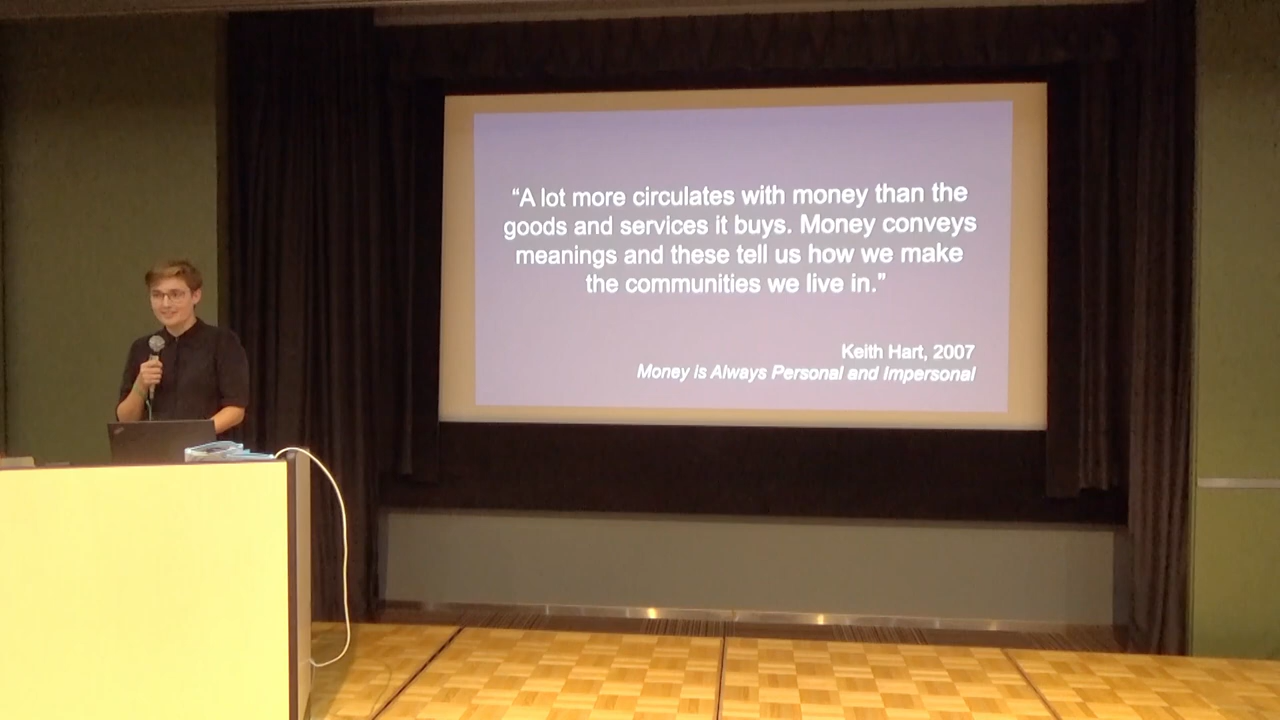 “A lot more circulates with money than the
goods and services it buys. Money conveys
meanings and these tell us how we make
the communities we live in.”
Keith Hart, 2007
Money is Always Personal and Impersonal